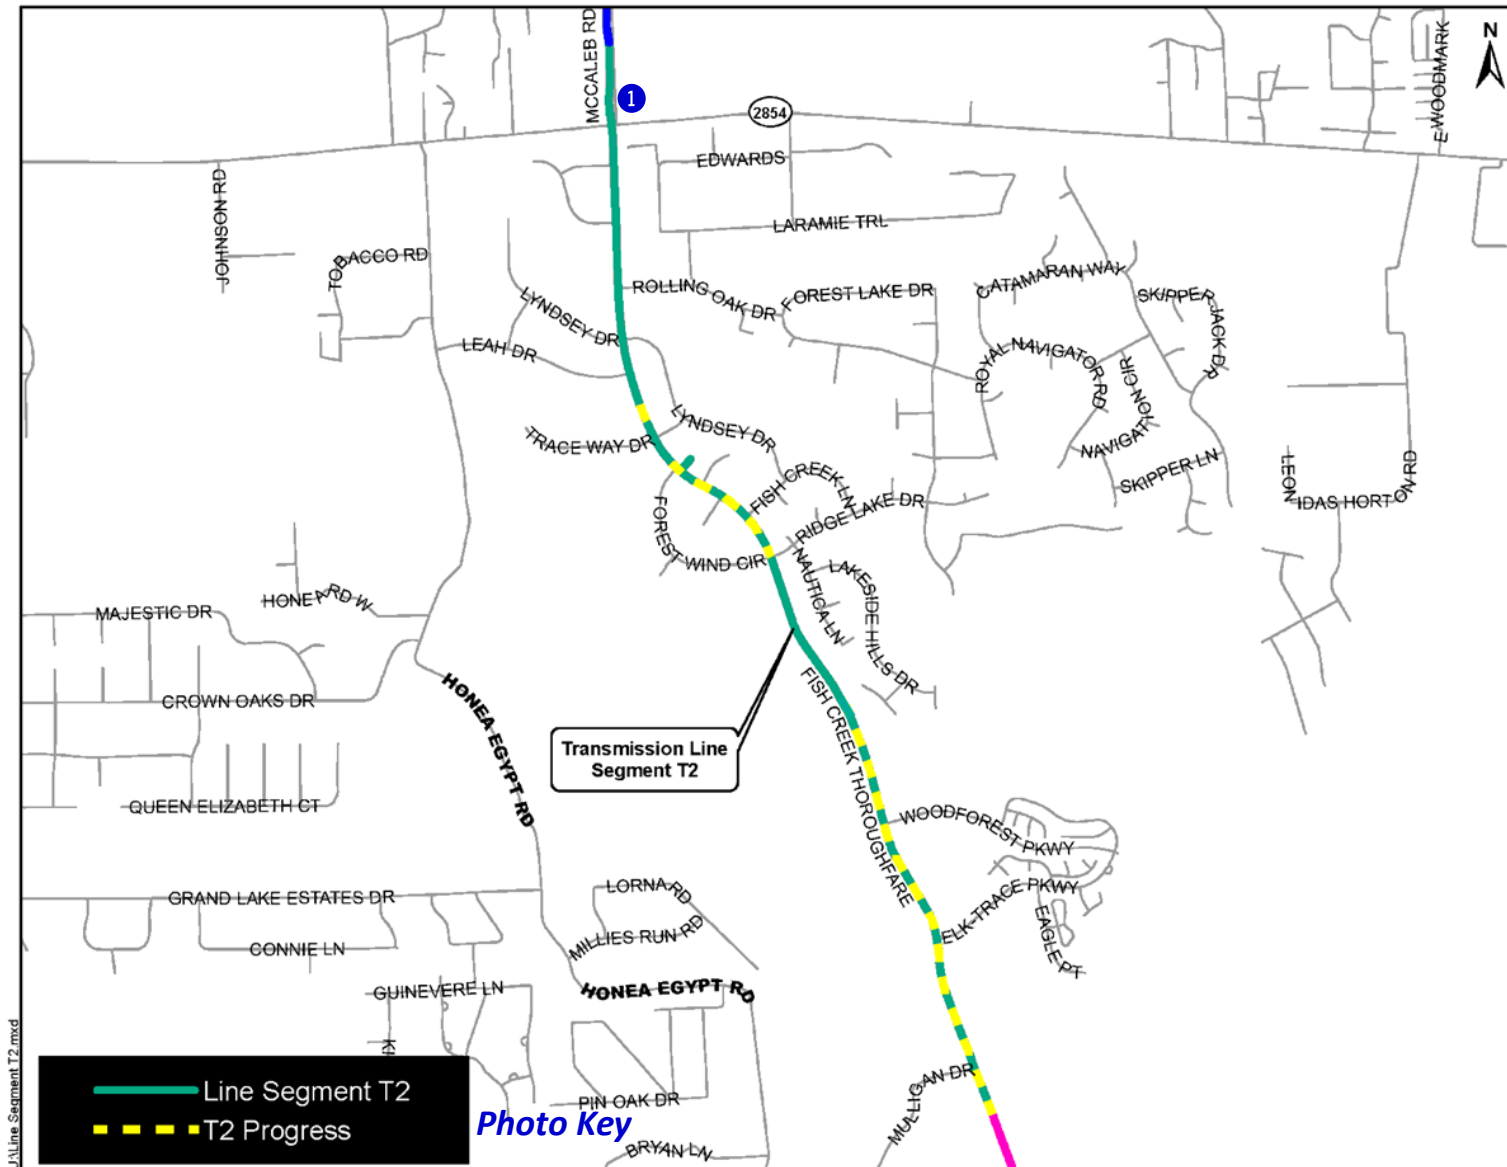 MCCALEB RD
1
2854
N
E WOODMARK
EDWARDS
JOHNSON RD
LARAMIE TRL
TOBACCO RD
ROLLING OAK DR
FOREST LAKE DR
CATAMARAN WAY
SKIPPER JACK DR
LYNDSEY DR
LEAH DR
ROYAL NAVIGATOR RD
NAVIGATION CIR
LYNDSEY DR
TRACE WAY DR
SKIPPER LN
LEONIDAS HORTON RD
FISH CREEK LN
RIDGE LAKE DR
FOREST WIND CIR
NAUTICA LN
LAKESIDE HILLS DR
HONEA RD W
MAJESTIC DR
CROWN OAKS DR
HONEA EGYPT RD
FISH CREEK THOROUGHFARE
Transmission Line
Segment T2
QUEEN ELIZABETH CT
WOODFOREST PKWY
GRAND LAKE ESTATES DR
LORNA RD
ELK-TRACE PKWY
EAGLE PT
CONNIE LN
MILLIES RUN RD
GUINEVERE LN
HONEA EGYPT RD
KI
MULLIGAN DR
PIN OAK DR
BRYAN LN
Line Segment T2
T2 Progress
Photo Key
J:\Line Segment T2.mxd